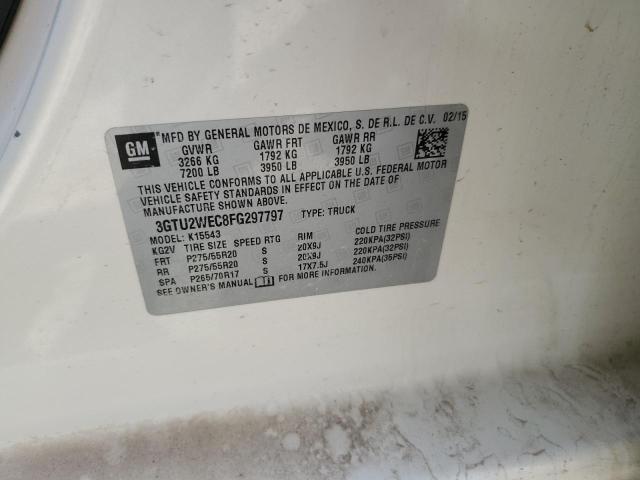 GM
*MFD BY GENERAL MOTORS DE MEXICO, S. DE R.L. DE C.V. 02/15
GVWR GAWR FRT GAWR RR
3266 KG 1792 KG 1792 KG
7200 LB 3950 LB 3950 LB
THIS VEHICLE CONFORMS TO ALL APPLICABLE U.S. FEDERAL MOTOR
VEHICLE SAFETY STANDARDS IN EFFECT ON THE DATE OF
MANUFACTURE SHOWN ABOVE.
3GTU2WEC8FG297797 TYPE: TRUCK
MODEL: K15543
KG2V TIRE SIZE SPEED RTG RIM COLD TIRE PRESSURE
FRT P275/55R20 S 20X9J 220KPA(32PSI)
RR P275/55R20 S 20X9J 220KPA(32PSI)
SPA P265/70R17 S 17X7.5J 240KPA(35PSI)
SEE OWNER'S MANUAL